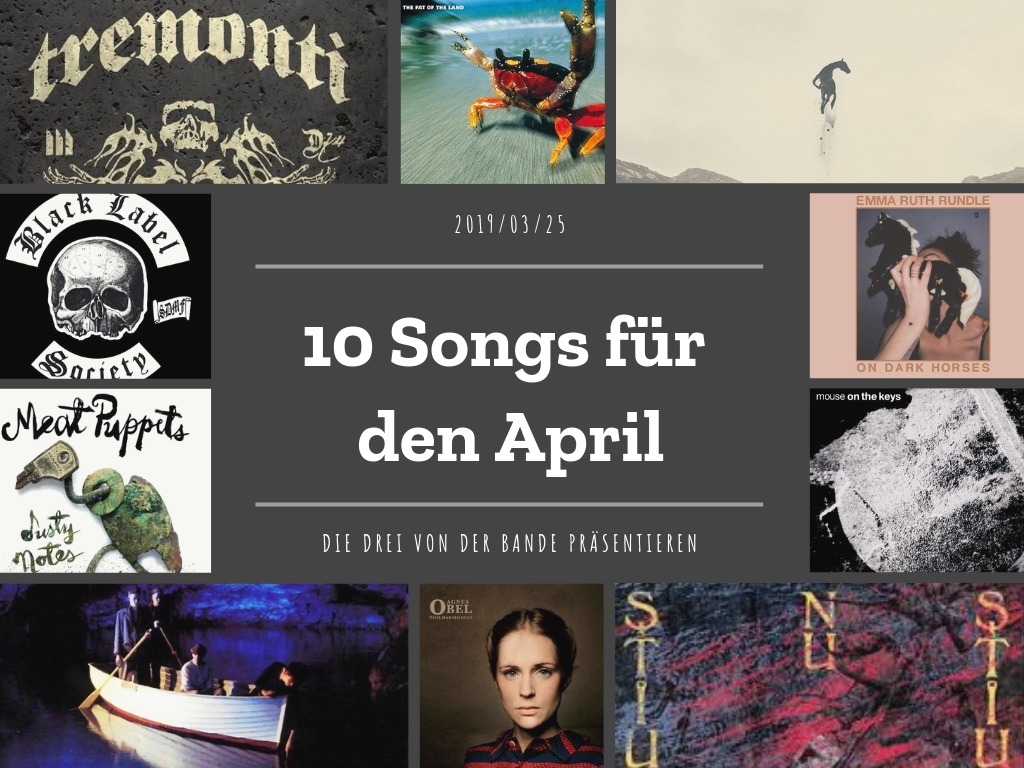 tremonti
THE FAT OF THE LAND
2019/03/25
Black Label
SDMF
Society
EMMA RUTH RUNDLE
ON DARK HORSES
10 Songs für
den April
Meat Puppets
dusty
Notes
mouse on the keys
DIE DREI VON DER BANDE PRÄSENTIEREN
AGNES
OBEL
PHILHARMONICS
S N S
T U T
I I
U U